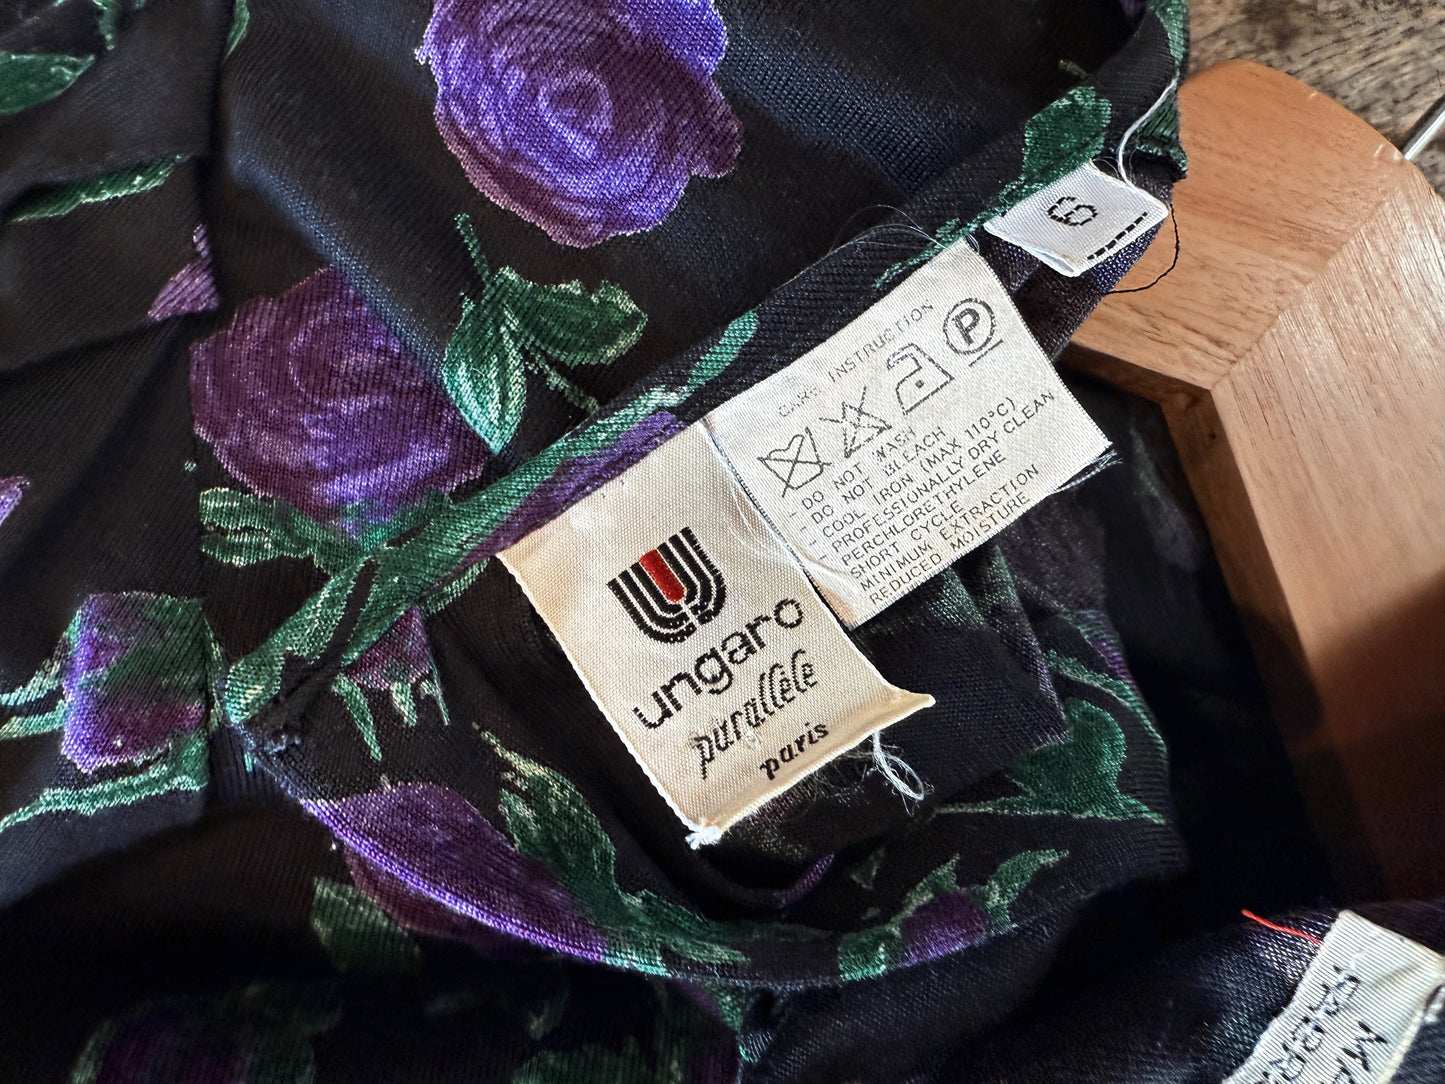 6
CARE INSTRUCTION
P
- DO NOT WASH
- DO NOT BLEACH
- COOL IRON (MAX 110°C)
- PROFESSIONALLY DRY CLEAN
PERCHLORETHYLENE
SHORT CYCLE
MINIMUM EXTRACTION
REDUCED MOISTURE
ungaro
parallèle
paris